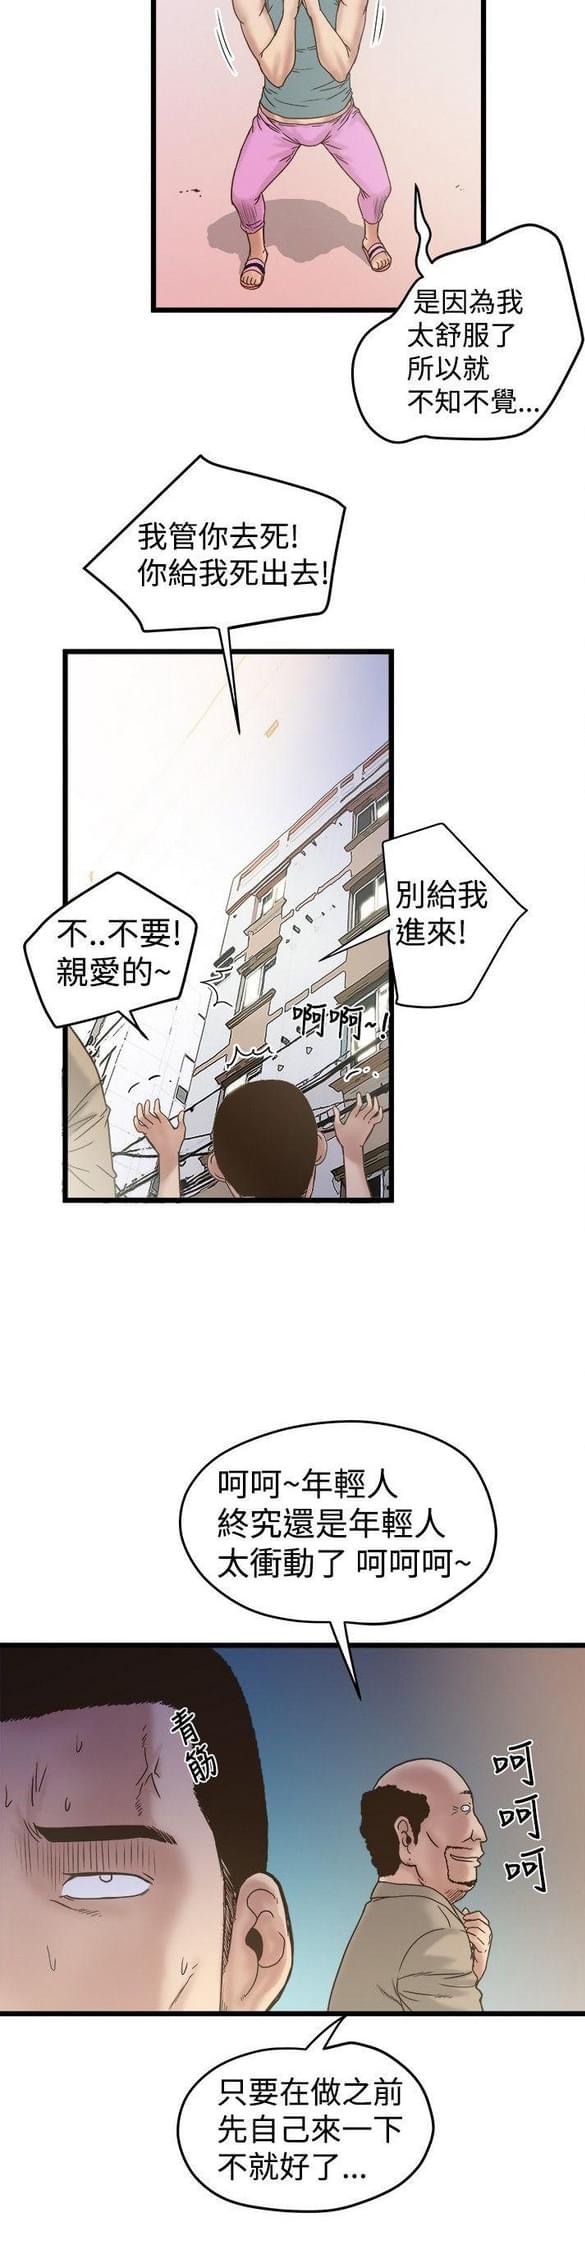 是因為我
太舒服了
所以就
不知不覺...
我管你去死!
你給我死出去!
別給我
進來!
不..不要!
親愛的~
啊啊~!
呵呵~年輕人
終究還是年輕人
太衝動了 呵呵呵~
青筋
呵呵呵
只要在做之前
先自己來一下
不就好了...